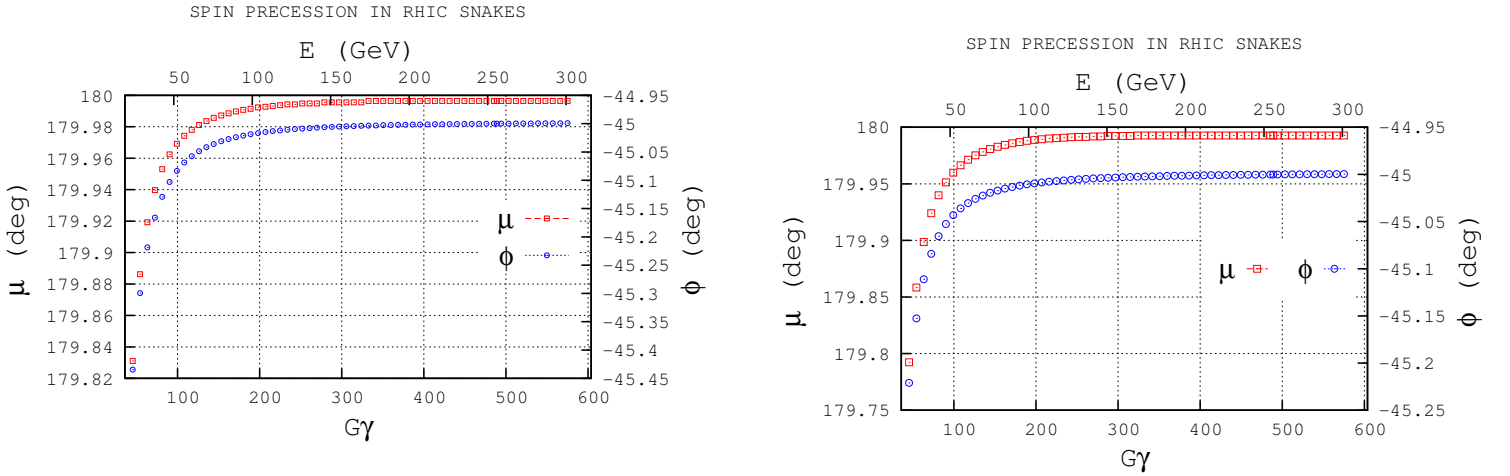 SPIN PRECESSION IN RHIC SNAKES
E (GeV)
50 100 150 200 250 300
180
179.98
179.96
179.94
179.92
179.9
179.88
179.86
179.84
179.82
μ (deg)
-44.95
-45
-45.05
-45.1
-45.15
-45.2
-45.25
-45.3
-45.35
-45.4
-45.45
ϕ (deg)
μ
ϕ
100 200 300 400 500 600
Gγ
SPIN PRECESSION IN RHIC SNAKES
E (GeV)
50 100 150 200 250 300
180
179.95
179.9
179.85
179.8
179.75
μ (deg)
-44.95
-45
-45.05
-45.1
-45.15
-45.2
-45.25
ϕ (deg)
μ ϕ
100 200 300 400 500 600
Gγ